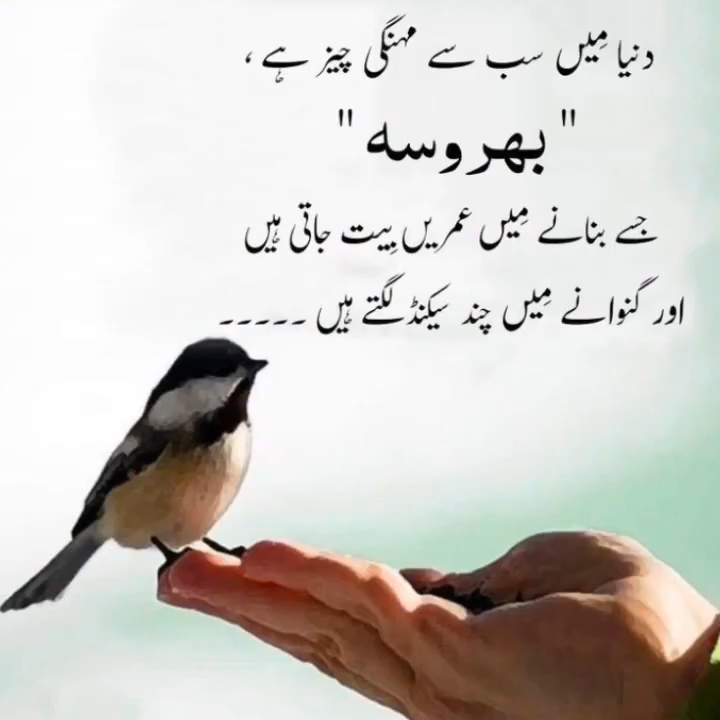 دنیا میں سب سے مہنگی چیز ہے ،
" بھروسہ "
جسے بنانے میں عمریں بیت جاتی ہیں
اور گنوانے میں چند سیکنڈ لگتے ہیں ۔۔۔۔۔